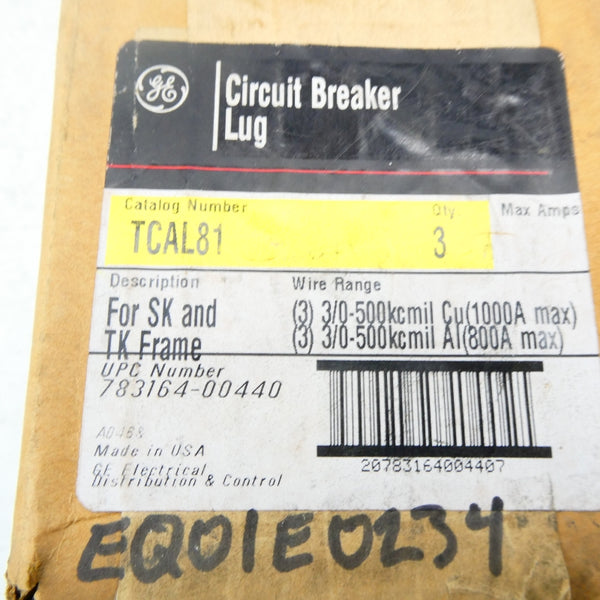 GE
Circuit Breaker
Lug
Catalog Number Qty. Max Amps
TCAL81 3
Description Wire Range
For SK and (3) 3/0-500kcmil Cu(1000A max)
TK Frame (3) 3/0-500kcmil Al(800A max)
UPC Number
783164-00440
Made in USA
GE Electrical
Distribution & Control
20783164004407
EQ01E0234